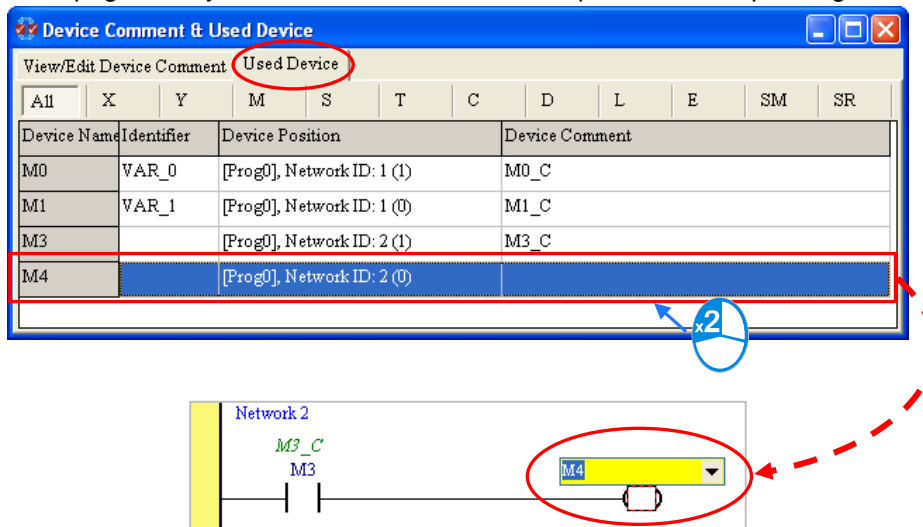 Device Comment & Used Device
View/Edit Device Comment Used Device
All X Y M S T C D L E SM SR
Device Name Identifier Device Position Device Comment
M0 VAR_0 [Prog0], Network ID: 1 (1) M0_C
M1 VAR_1 [Prog0], Network ID: 1 (0) M1_C
M3 [Prog0], Network ID: 2 (1) M3_C
M4 [Prog0], Network ID: 2 (0)
x2
Network 2
M3_C
M3 M4